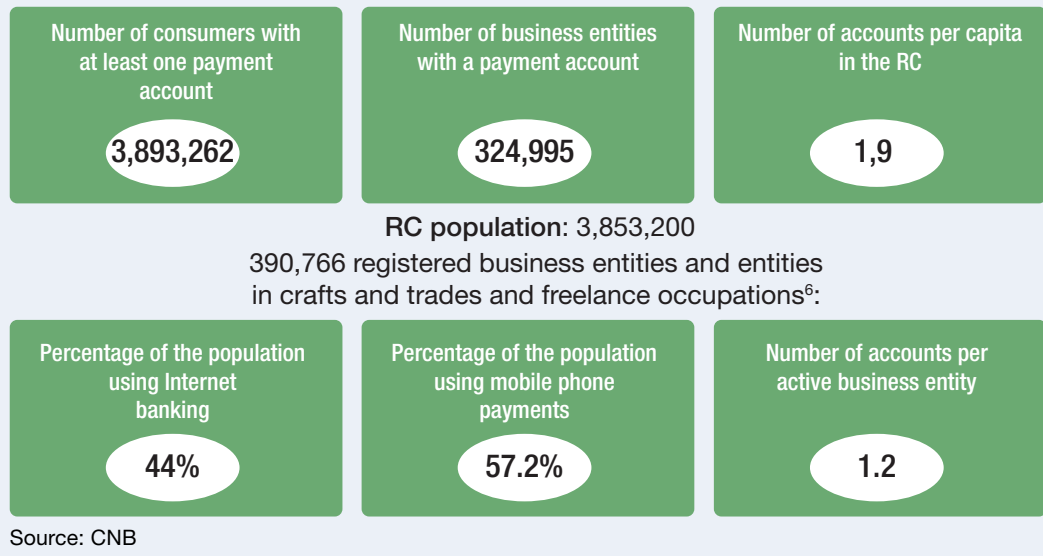 Number of consumers with
at least one payment
account
3,893,262
Number of business entities
with a payment account
324,995
Number of accounts per capita
in the RC
1,9
RC population: 3,853,200
390,766 registered business entities and entities
in crafts and trades and freelance occupations⁶:
Percentage of the population
using Internet
banking
44%
Percentage of the population
using mobile phone
payments
57.2%
Number of accounts per
active business entity
1.2
Source: CNB